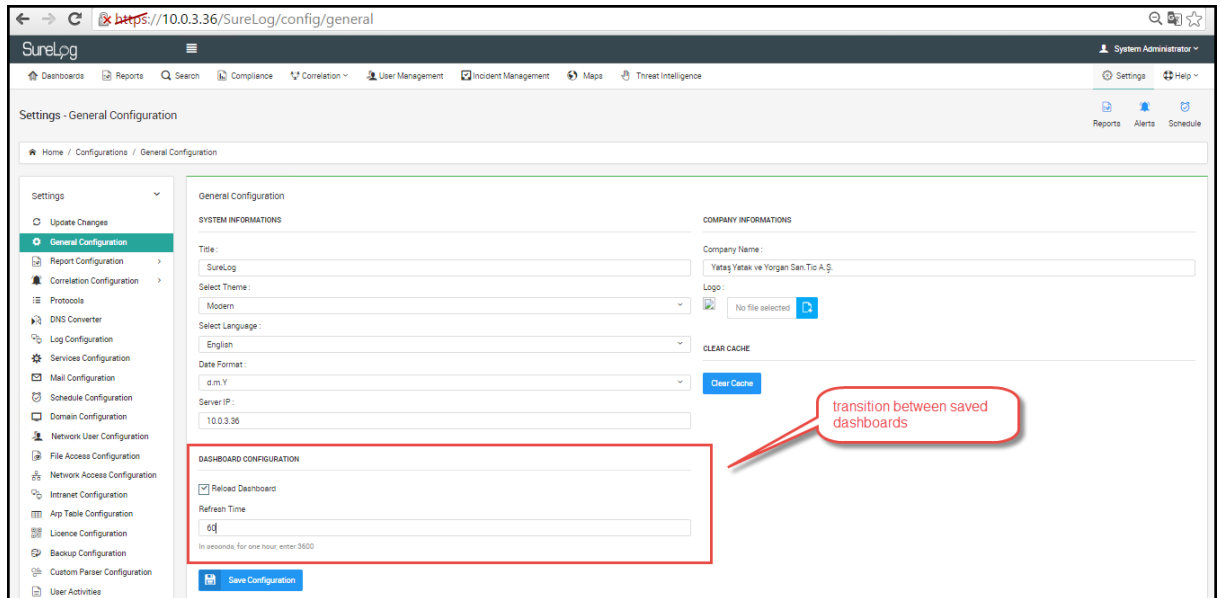 https://10.0.3.36/SureLog/config/general
SureLog
System Administrator
Dashboards Reports Search Compliance Correlation User Management Incident Management Maps Threat Intelligence Settings Help
Settings - General Configuration
Reports Alerts Schedule
Home / Configurations / General Configuration
Settings
Update Changes
General Configuration
Report Configuration
Correlation Configuration
Protocols
DNS Converter
Log Configuration
Services Configuration
Mail Configuration
Schedule Configuration
Domain Configuration
Network User Configuration
File Access Configuration
Network Access Configuration
Intranet Configuration
Arp Table Configuration
Licence Configuration
Backup Configuration
Custom Parser Configuration
User Activities
General Configuration
SYSTEM INFORMATIONS
Title :
SureLog
Select Theme :
Modern
Select Language :
English
Date Format :
d.m.Y
Server IP :
10.0.3.36
DASHBOARD CONFIGURATION
Reload Dashboard
Refresh Time
60
In seconds, for one hour, enter 3600
Save Configuration
COMPANY INFORMATIONS
Company Name :
Yataş Yatak ve Yorgan San.Tic A.Ş.
Logo :
No file selected
CLEAR CACHE
Clear Cache
transition between saved
dashboards